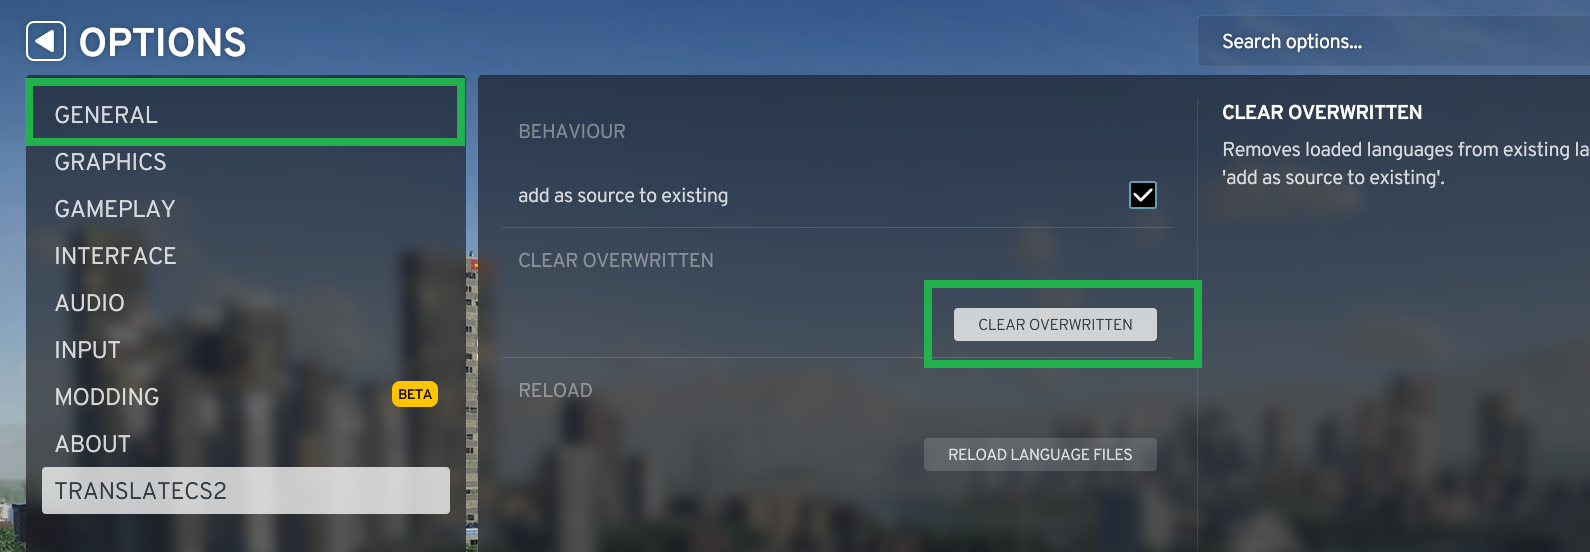 OPTIONS
Search options...
GENERAL
GRAPHICS
GAMEPLAY
INTERFACE
AUDIO
INPUT
MODDING
BETA
ABOUT
TRANSLATECS2
BEHAVIOUR
add as source to existing
CLEAR OVERWRITTEN
CLEAR OVERWRITTEN
RELOAD
RELOAD LANGUAGE FILES
CLEAR OVERWRITTEN
Removes loaded languages from existing la
'add as source to existing'.